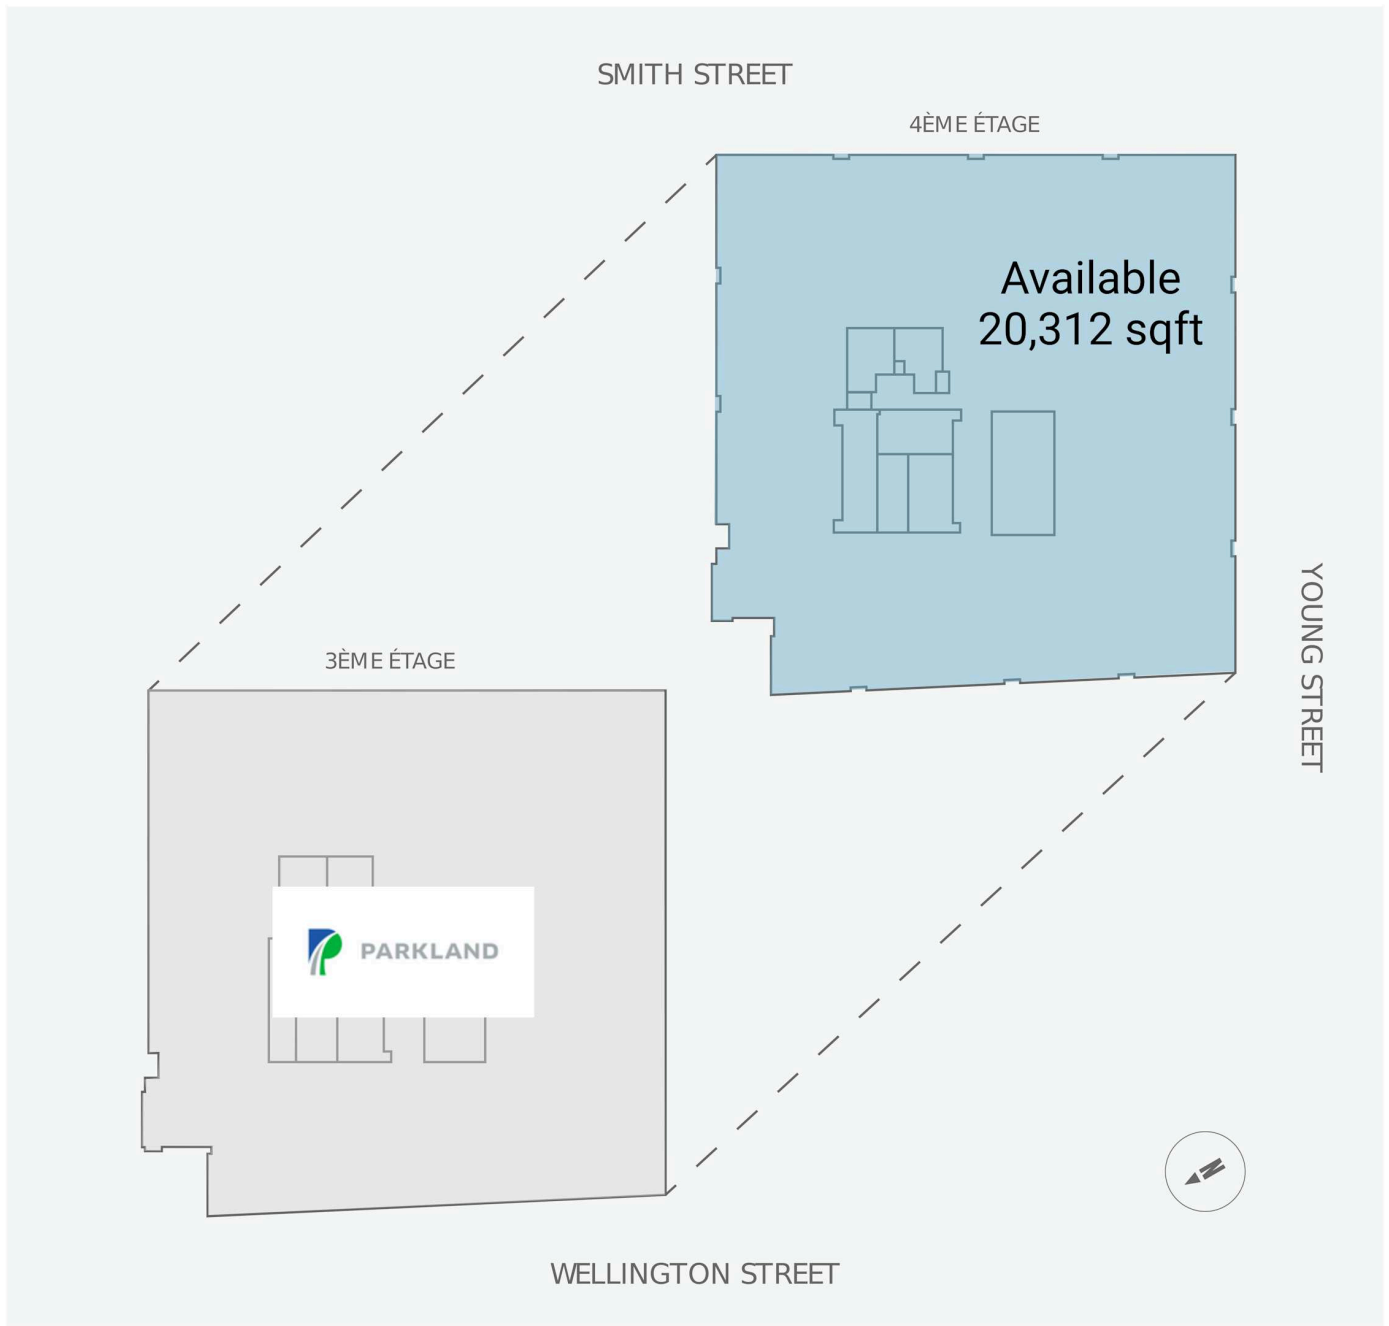 SMITH STREET
4ÈME ÉTAGE
Available
20,312 sqft
YOUNG STREET
3ÈME ÉTAGE
PARKLAND
N
WELLINGTON STREET